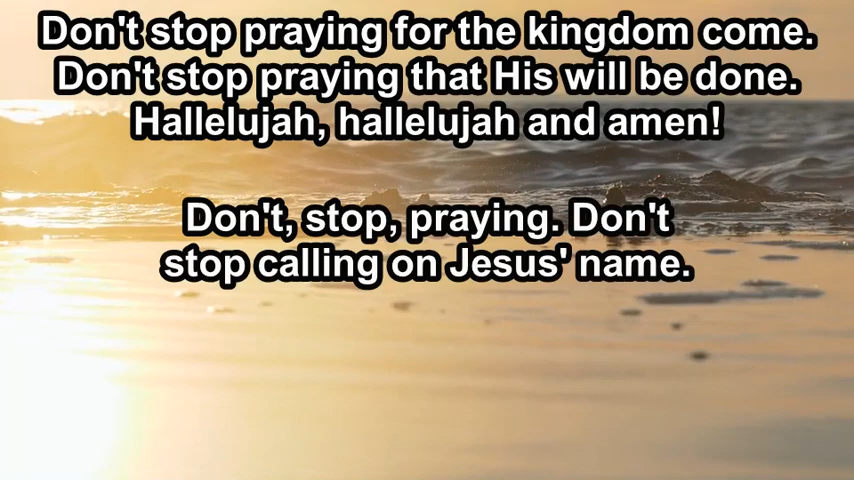 Don't stop praying for the kingdom come.
Don't stop praying that His will be done.
Hallelujah, hallelujah and amen!
Don't, stop, praying. Don't
stop calling on Jesus' name.